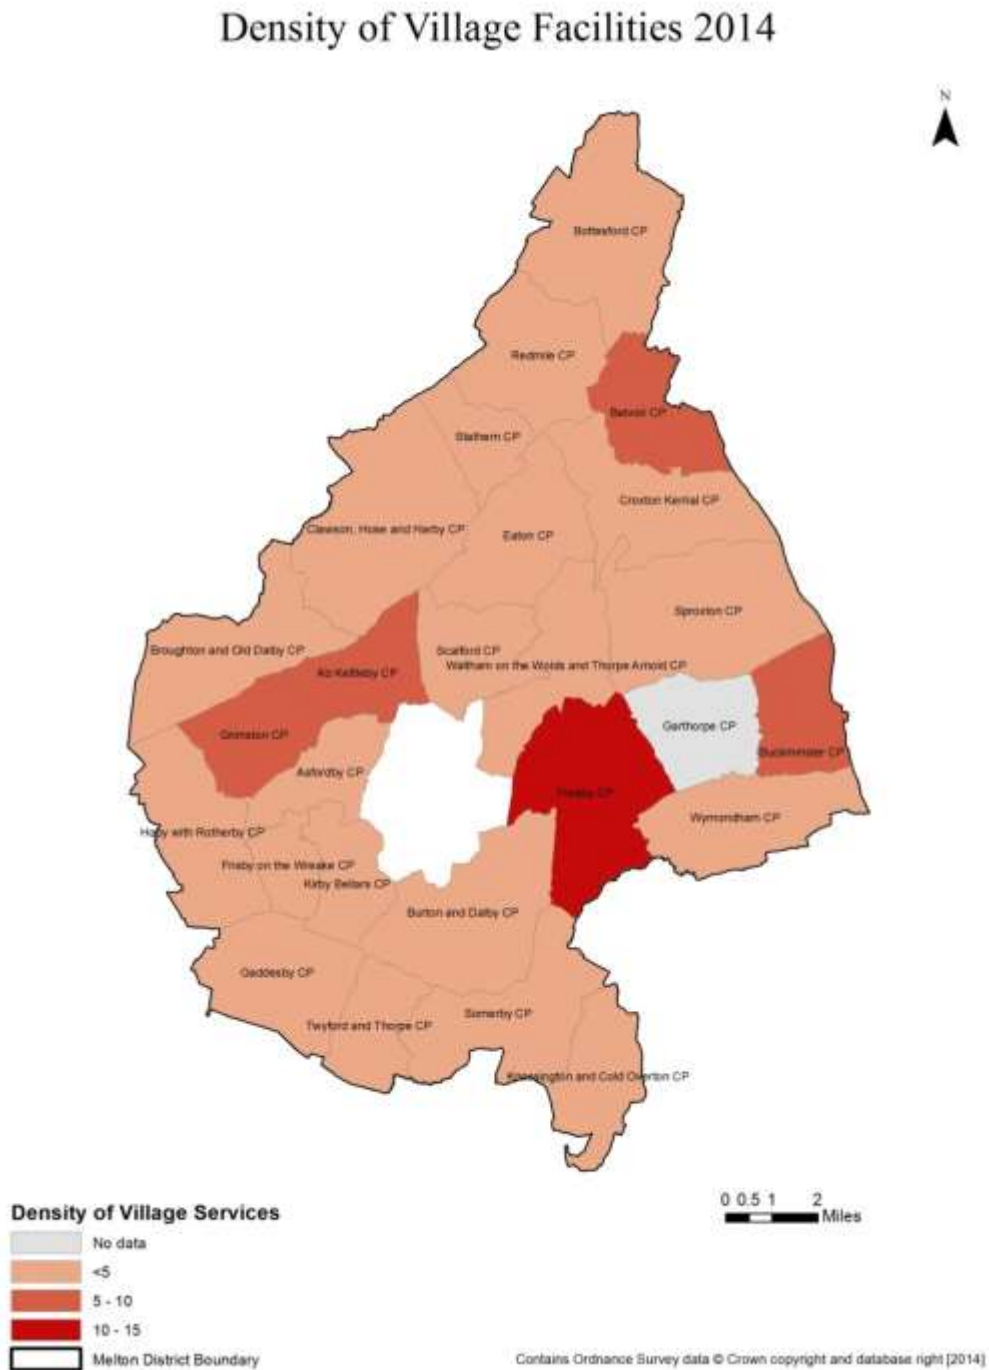 Density of Village Facilities 2014
N
Bottesford CP
Redmile CP
Belvoir CP
Stathern CP
Croxton Kerrial CP
Clawson, Hose and Harby CP
Eaton CP
Sproxton CP
Broughton and Old Dalby CP
Scalford CP
Ab Kettleby CP
Waltham on the Wolds and Thorpe Arnold CP
Garthorpe CP
Grimston CP
Buckminster CP
Asfordby CP
Freeby CP
Wymondham CP
Hoby with Rotherby CP
Frisby on the Wreake CP
Kirby Bellars CP
Burton and Dalby CP
Gaddesby CP
Somerby CP
Twyford and Thorpe CP
Knossington and Cold Overton CP
0 0.5 1 2
Miles
Density of Village Services
No data
<5
5 - 10
10 - 15
Melton District Boundary
Contains Ordnance Survey data © Crown copyright and database right [2014]